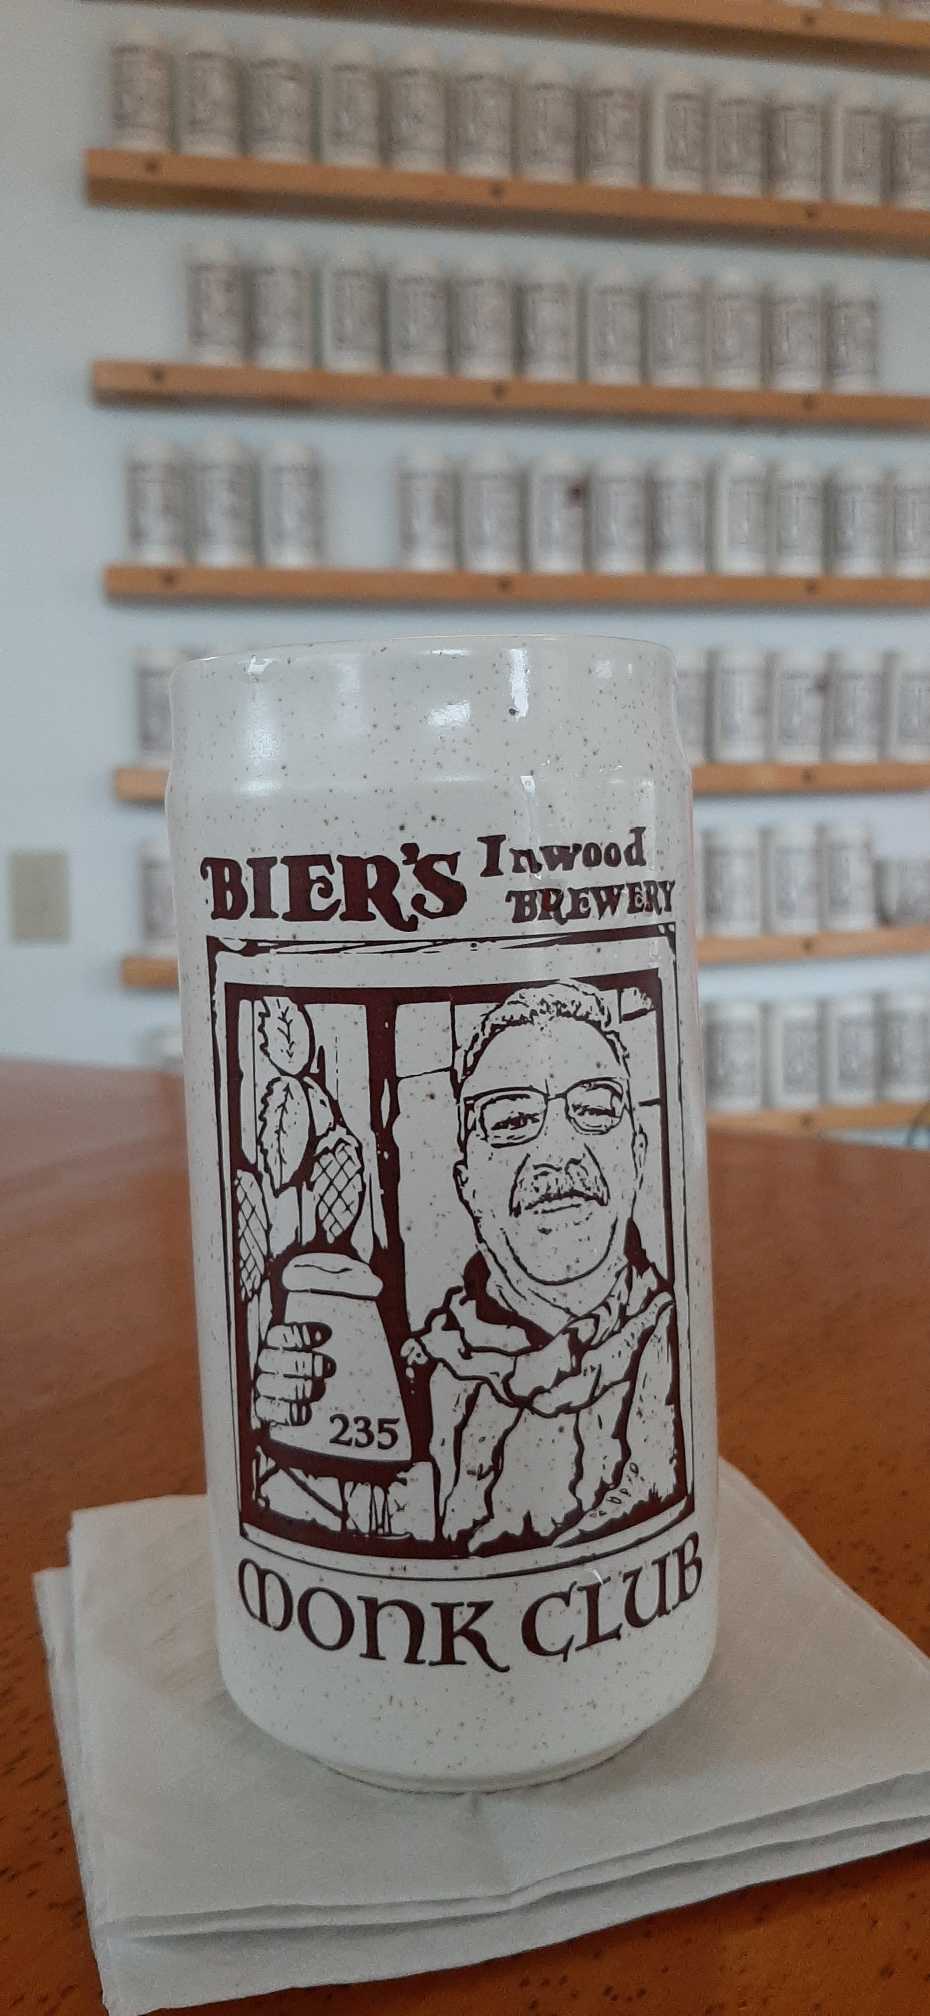 BIER'S Inwood
BREWERY
235
MONK CLUB